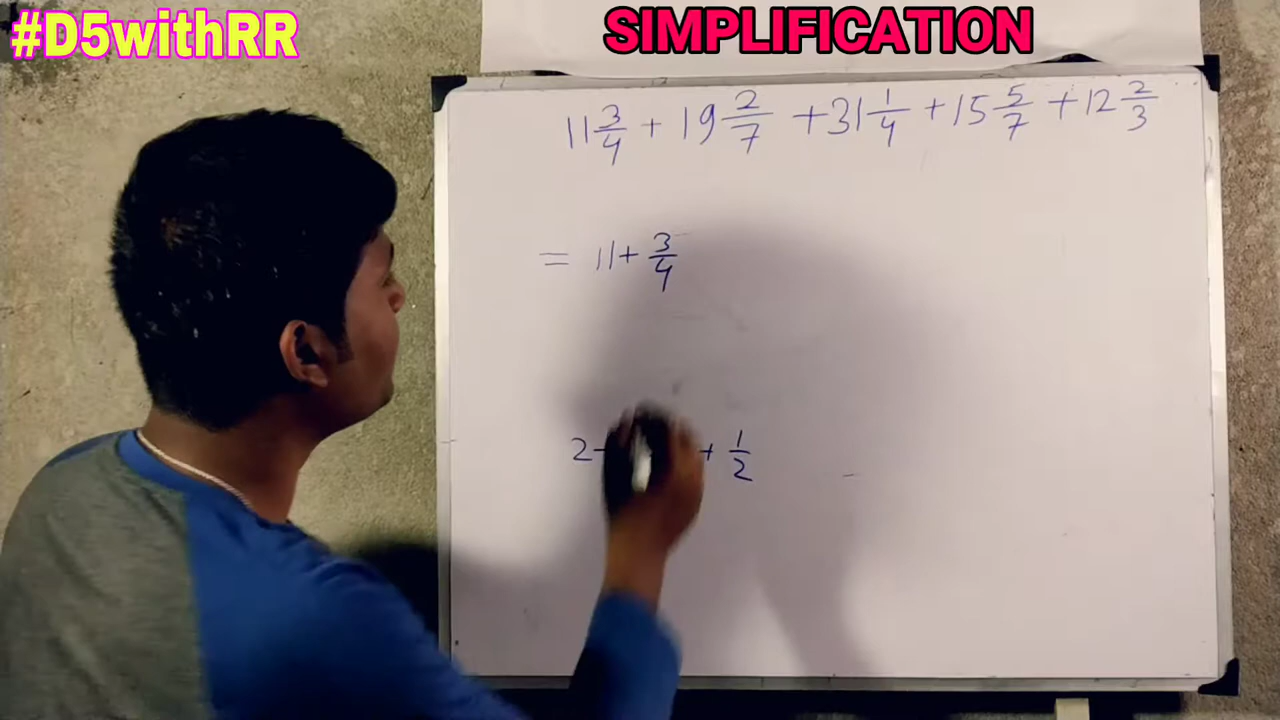 #D5withRR
SIMPLIFICATION
11 3/4 + 19 2/7 + 31 1/4 + 15 5/7 + 12 2/3
= 11 + 3/4
2 + 1/2